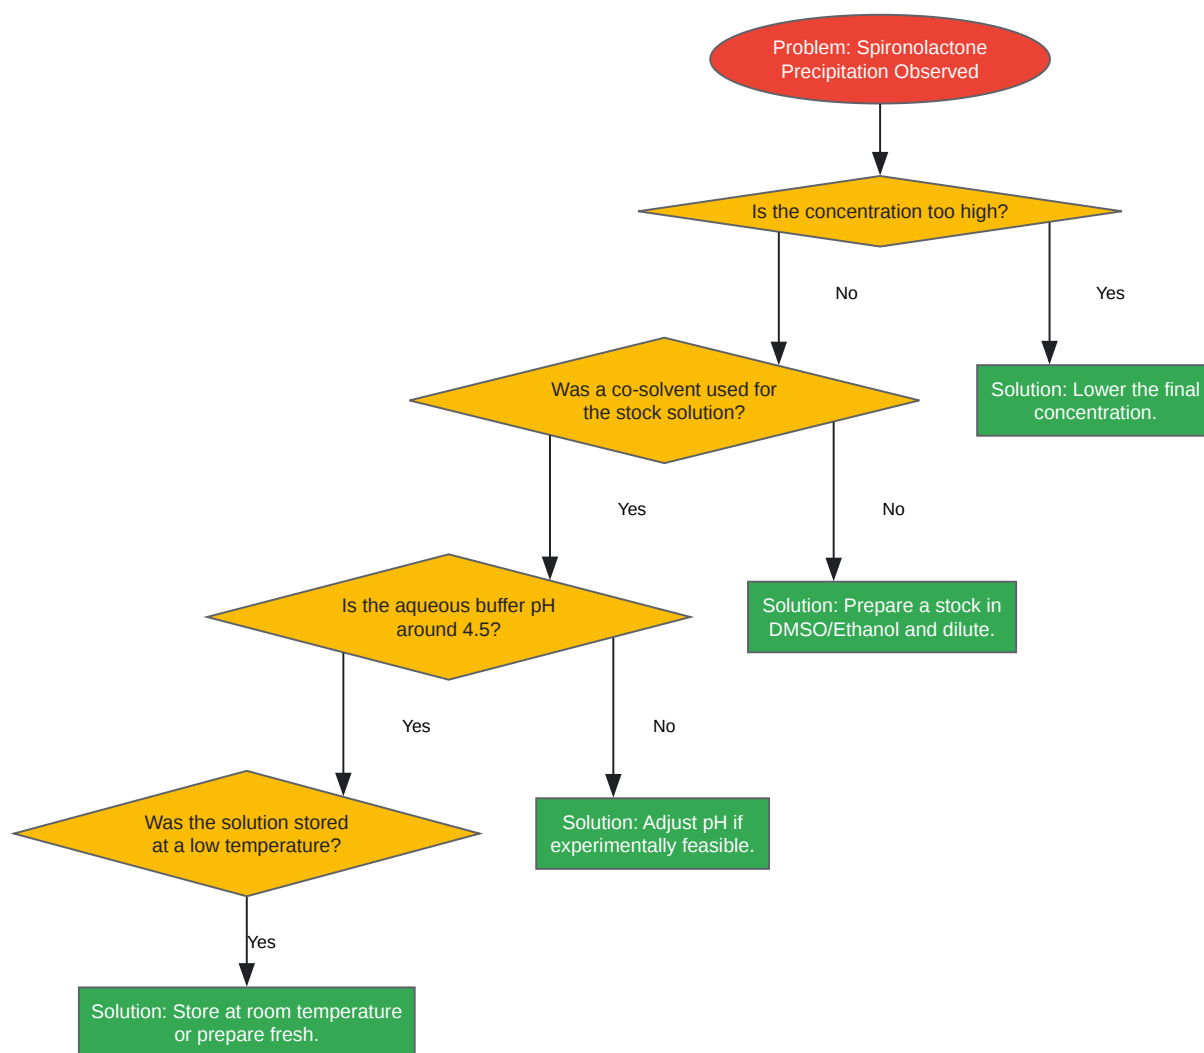 Problem: Spironolactone
Precipitation Observed
Is the concentration too high?
No
Yes
Was a co-solvent used for
the stock solution?
Solution: Lower the final
concentration.
Yes
No
Is the aqueous buffer pH
around 4.5?
Solution: Prepare a stock in
DMSO/Ethanol and dilute.
Yes
No
Was the solution stored
at a low temperature?
Solution: Adjust pH if
experimentally feasible.
Yes
Solution: Store at room temperature
or prepare fresh.